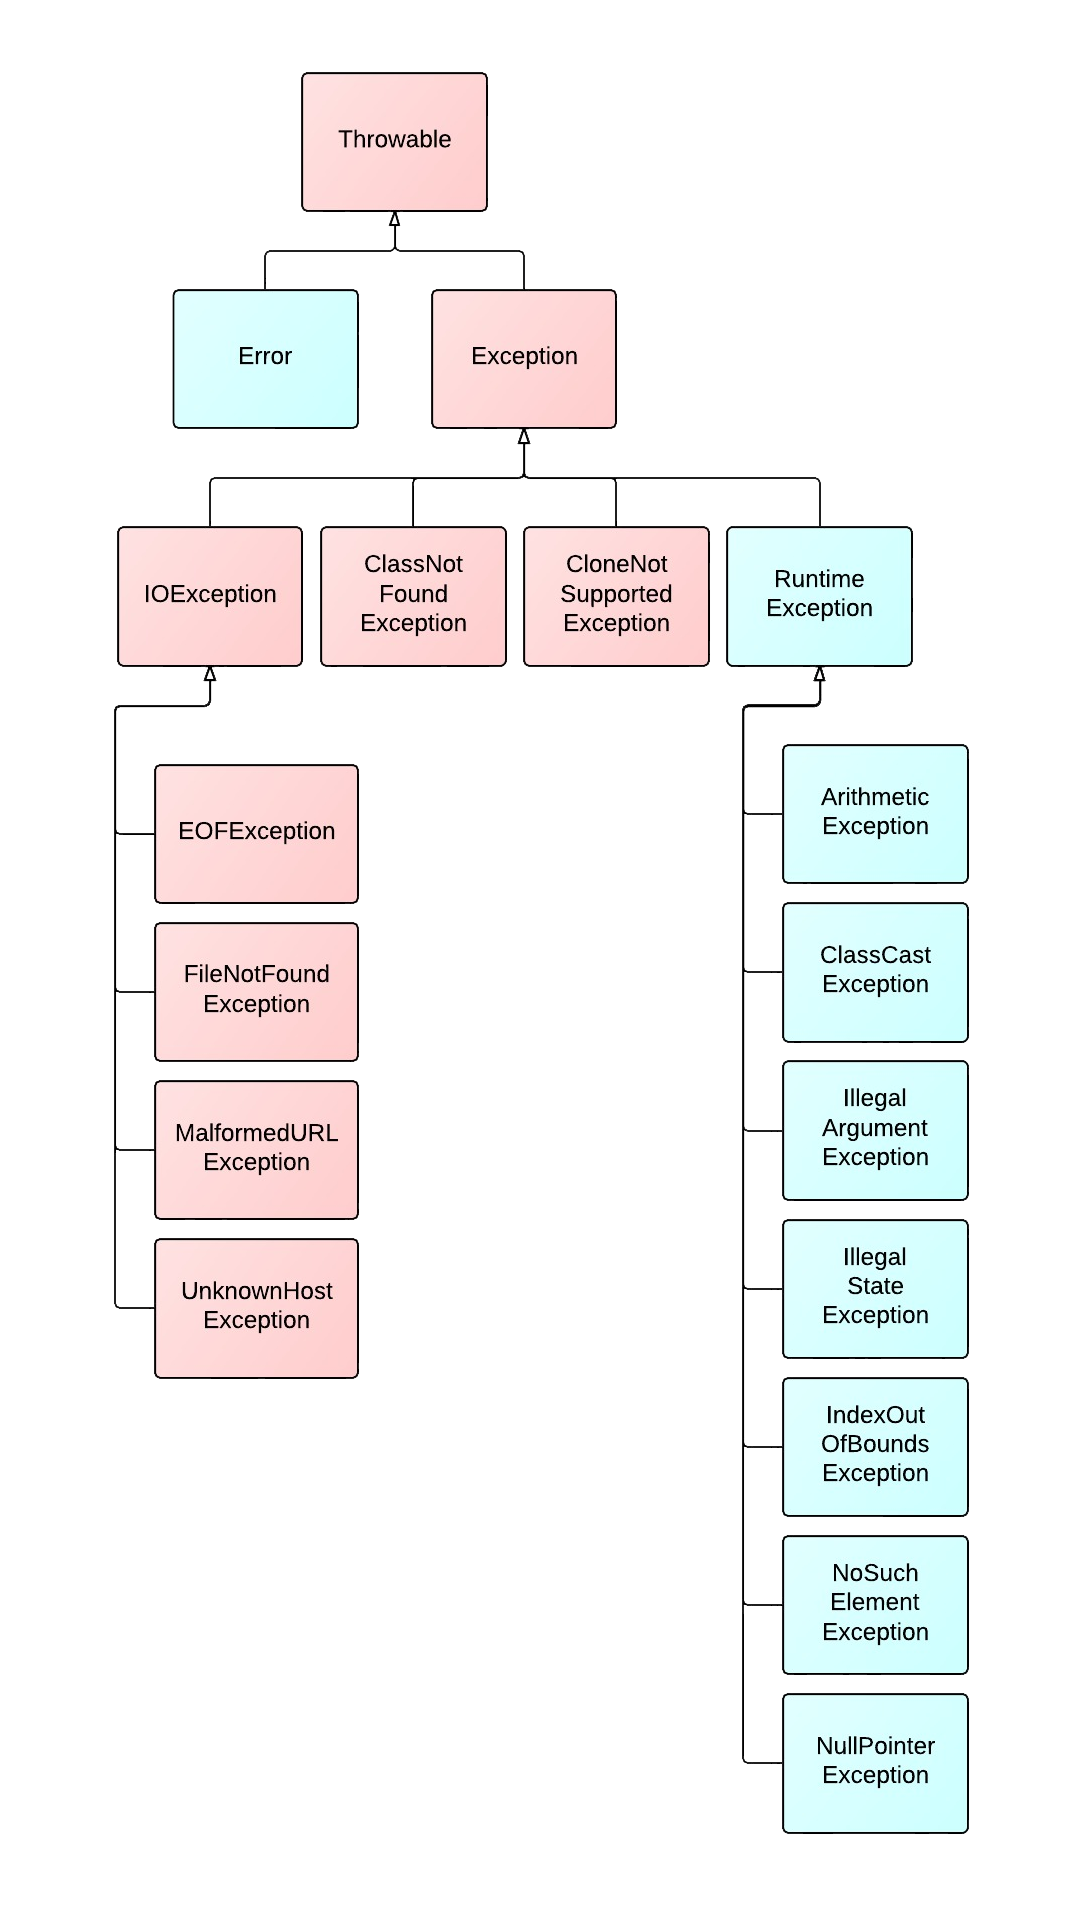 Throwable
Error
Exception
IOException
ClassNot
Found
Exception
CloneNot
Supported
Exception
Runtime
Exception
EOFException
FileNotFound
Exception
MalformedURL
Exception
UnknownHost
Exception
Arithmetic
Exception
ClassCast
Exception
Illegal
Argument
Exception
Illegal
State
Exception
IndexOut
OfBounds
Exception
NoSuch
Element
Exception
NullPointer
Exception